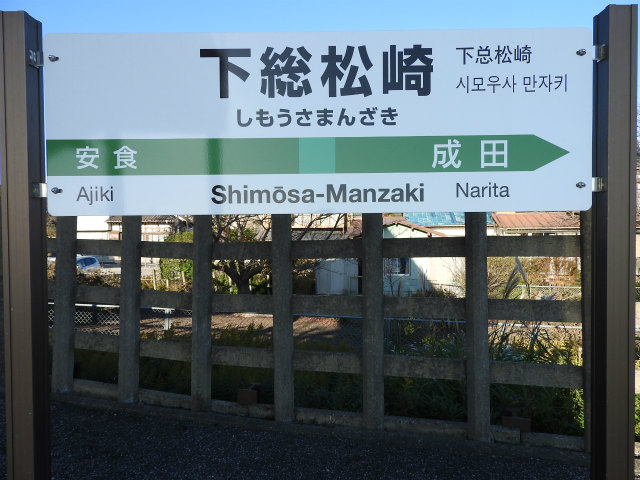 下総松崎
しもうさまんざき
下总松崎
시모우사 만자키
安食
成田
Ajiki
Shimōsa-Manzaki
Narita